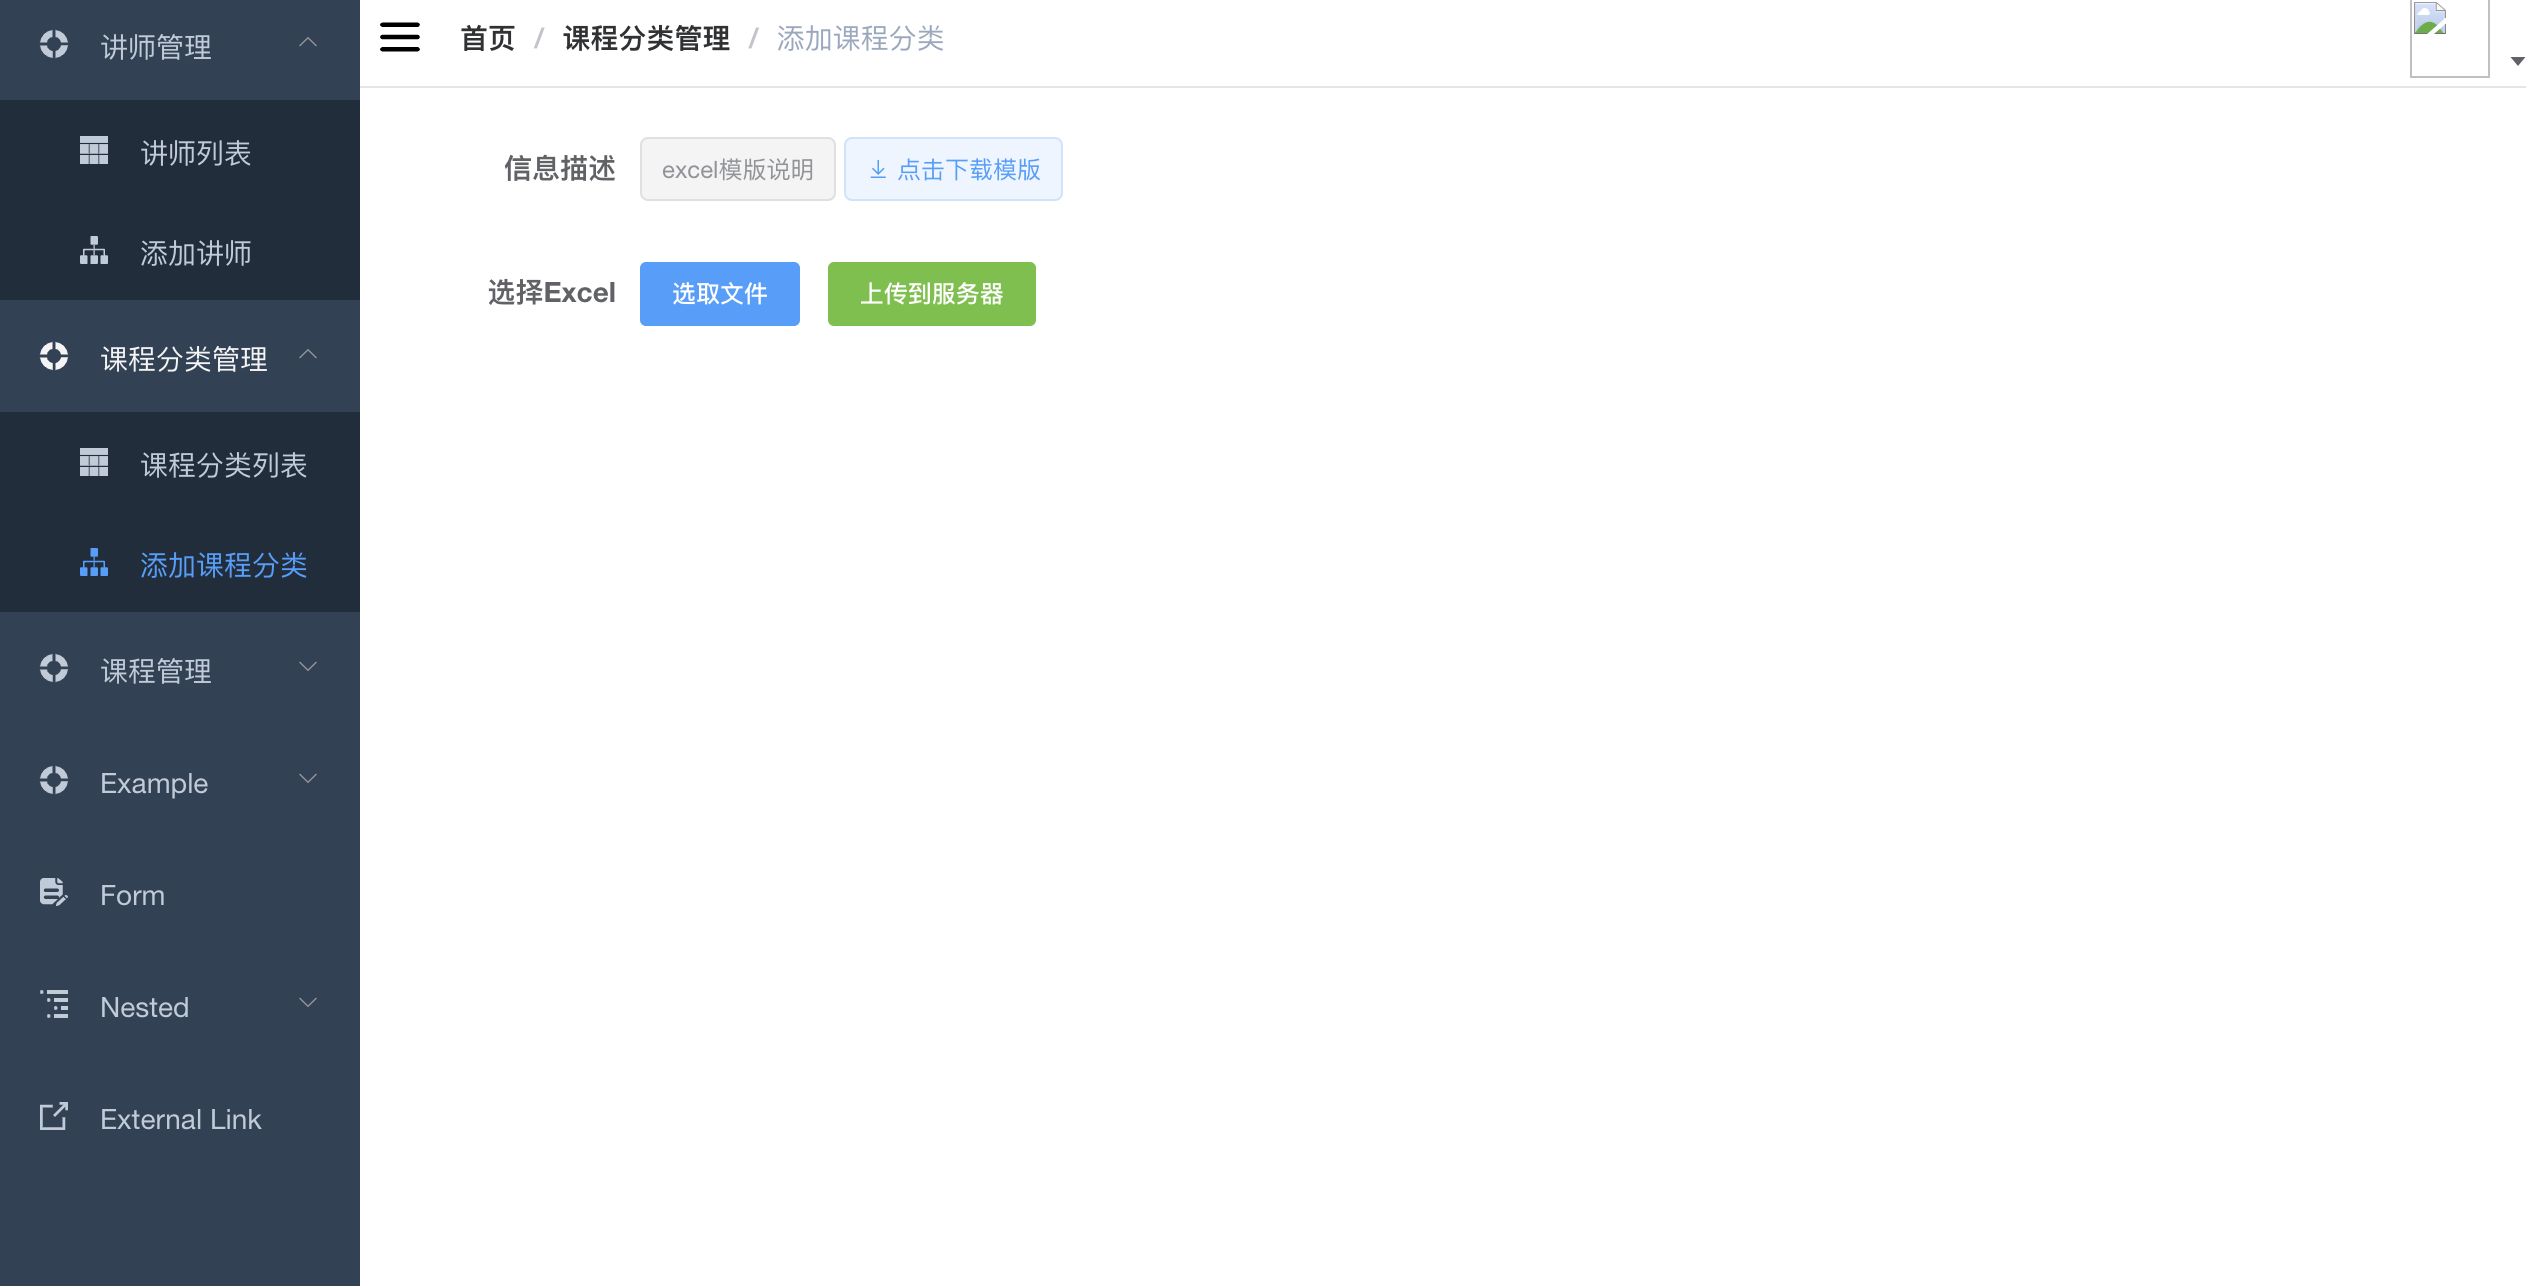 讲师管理
讲师列表
添加讲师
课程分类管理
课程分类列表
添加课程分类
课程管理
Example
Form
Nested
External Link
首页 / 课程分类管理 / 添加课程分类
信息描述 excel模版说明 点击下载模版
选择Excel 选取文件 上传到服务器